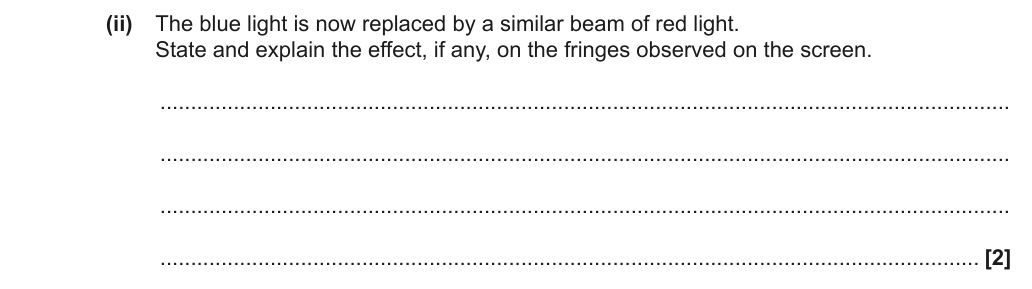 (ii) The blue light is now replaced by a similar beam of red light.
State and explain the effect, if any, on the fringes observed on the screen.
..........................................................................................................................................
..........................................................................................................................................
..........................................................................................................................................
..................................................................................................................................... [2]